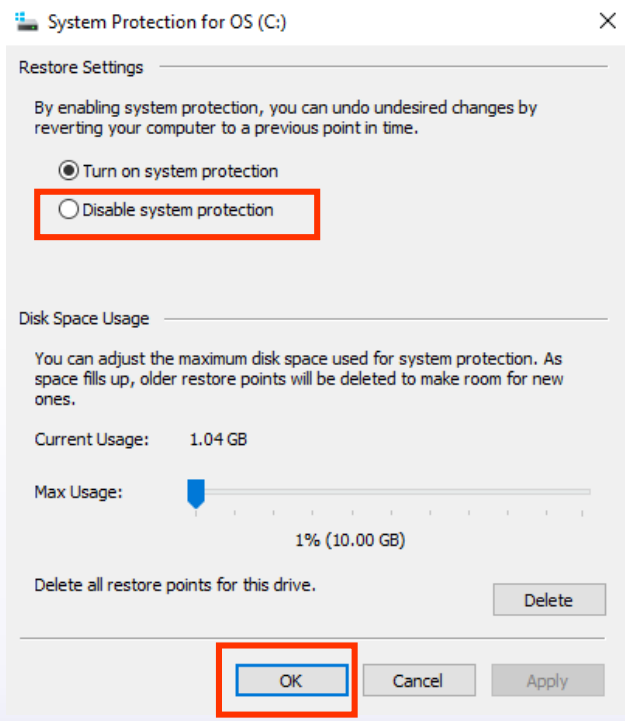 System Protection for OS (C:)
Restore Settings
By enabling system protection, you can undo undesired changes by
reverting your computer to a previous point in time.
Turn on system protection
Disable system protection
Disk Space Usage
You can adjust the maximum disk space used for system protection. As
space fills up, older restore points will be deleted to make room for new
ones.
Current Usage: 1.04 GB
Max Usage:
1% (10.00 GB)
Delete all restore points for this drive.
Delete
OK Cancel Apply